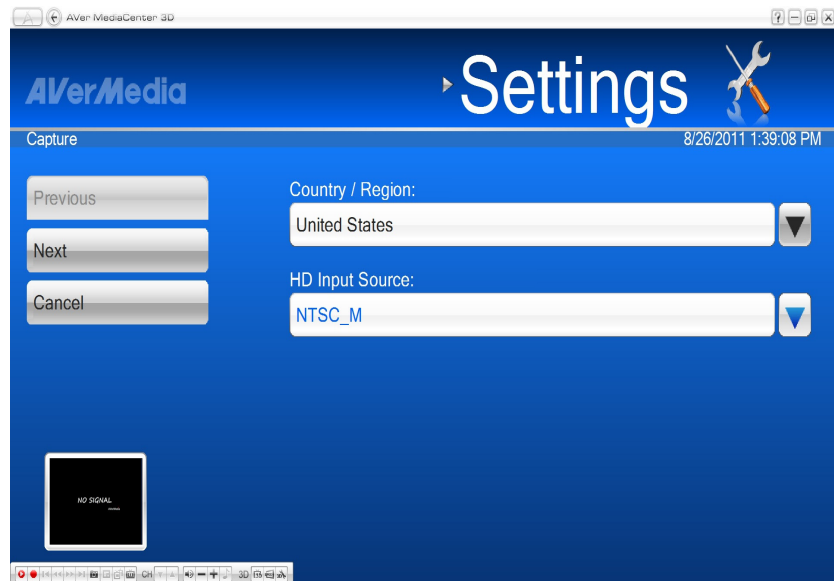 AVer MediaCenter 3D
AVerMedia
Settings
Capture
8/26/2011 1:39:08 PM
Previous
Country / Region:
United States
Next
HD Input Source:
Cancel
NTSC_M
NO SIGNAL
CH
3D